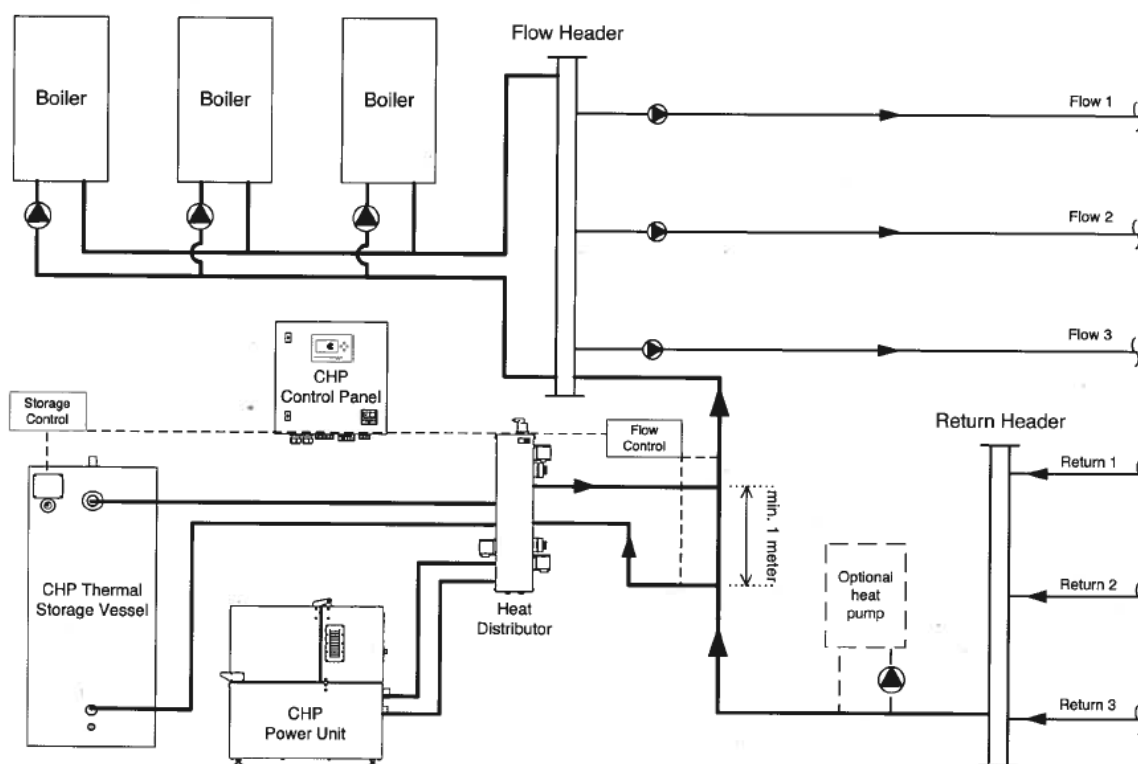 Flow Header
Boiler
Boiler
Boiler
Flow 1
Flow 2
Flow 3
CHP
Control Panel
Storage
Control
Flow
Control
Return Header
Return 1
min. 1 meter
CHP Thermal
Storage Vessel
Optional
heat
pump
Return 2
Heat
Distributor
CHP
Power Unit
Return 3